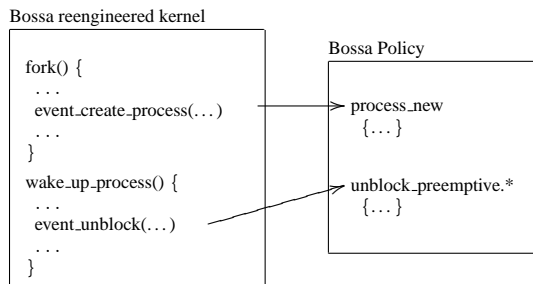 Bossa reengineered kernel
fork() {
...
event_create_process(...)
...
}
wake_up_process() {
...
event_unblock(...)
...
}
Bossa Policy
process_new
{...}
unblock_preemptive.*
{...}